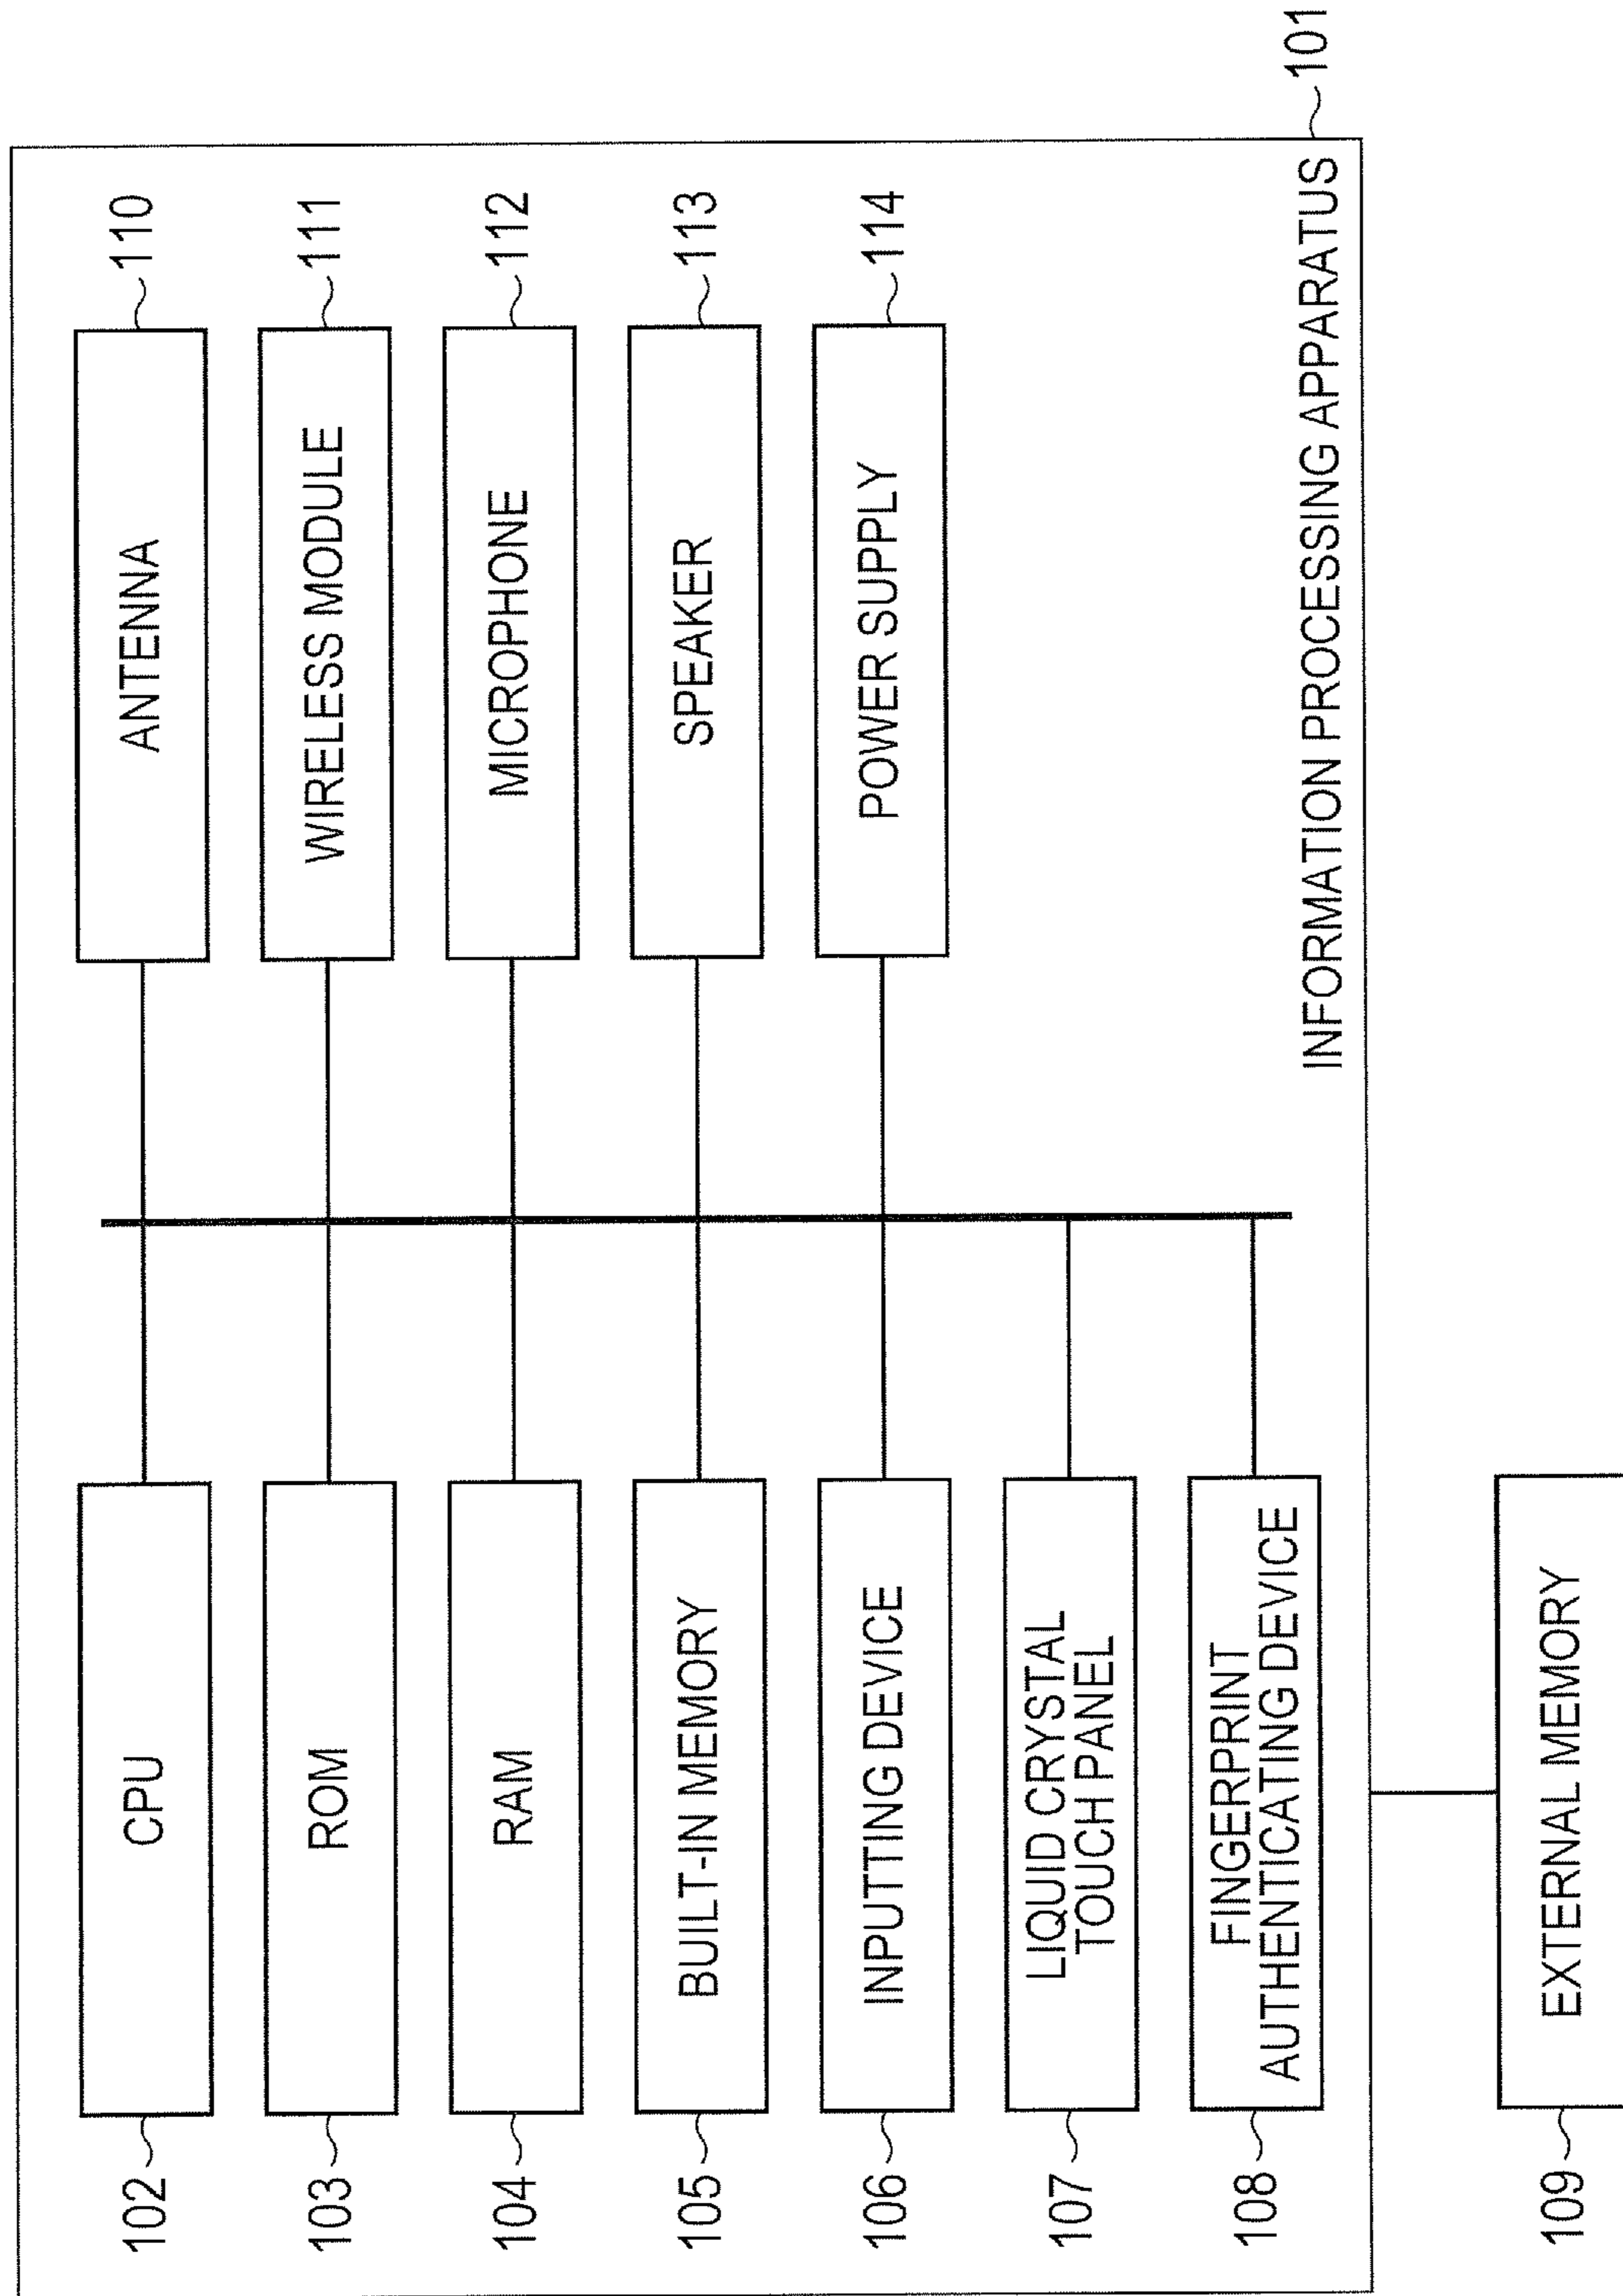 102
CPU
103
ROM
104
RAM
105
BUILT-IN MEMORY
106
INPUTTING DEVICE
107
LIQUID CRYSTAL
TOUCH PANEL
108
FINGERPRINT
AUTHENTICATING DEVICE
109
EXTERNAL MEMORY
ANTENNA
110
WIRELESS MODULE
111
MICROPHONE
112
SPEAKER
113
POWER SUPPLY
114
INFORMATION PROCESSING APPARATUS
101